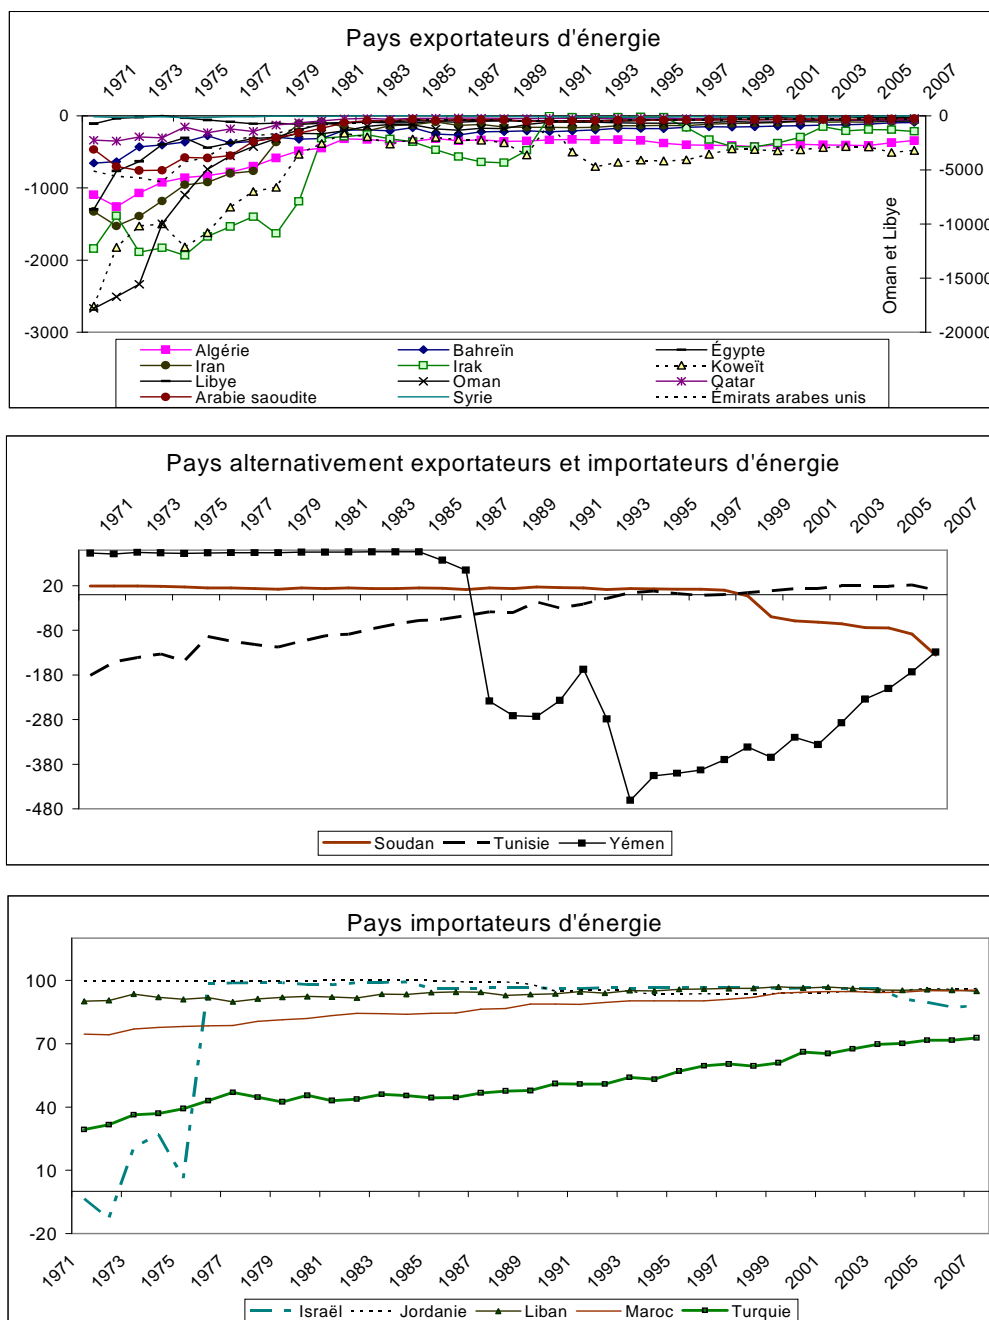 Pays exportateurs d'énergie
1971 1973 1975 1977 1979 1981 1983 1985 1987 1989 1991 1993 1995 1997 1999 2001 2003 2005 2007
0 0
-1000 -5000
-10000
-2000 -15000
-3000 -20000
Oman et Libye
Algérie Bahreïn Égypte
Iran Irak Koweït
Libye Oman Qatar
Arabie saoudite Syrie Émirats arabes unis
Pays alternativement exportateurs et importateurs d'énergie
1971 1973 1975 1977 1979 1981 1983 1985 1987 1989 1991 1993 1995 1997 1999 2001 2003 2005 2007
20
-80
-180
-280
-380
-480
Soudan Tunisie Yémen
Pays importateurs d'énergie
100
70
40
10
-20
1971 1973 1975 1977 1979 1981 1983 1985 1987 1989 1991 1993 1995 1997 1999 2001 2003 2005 2007
Israël Jordanie Liban Maroc Turquie